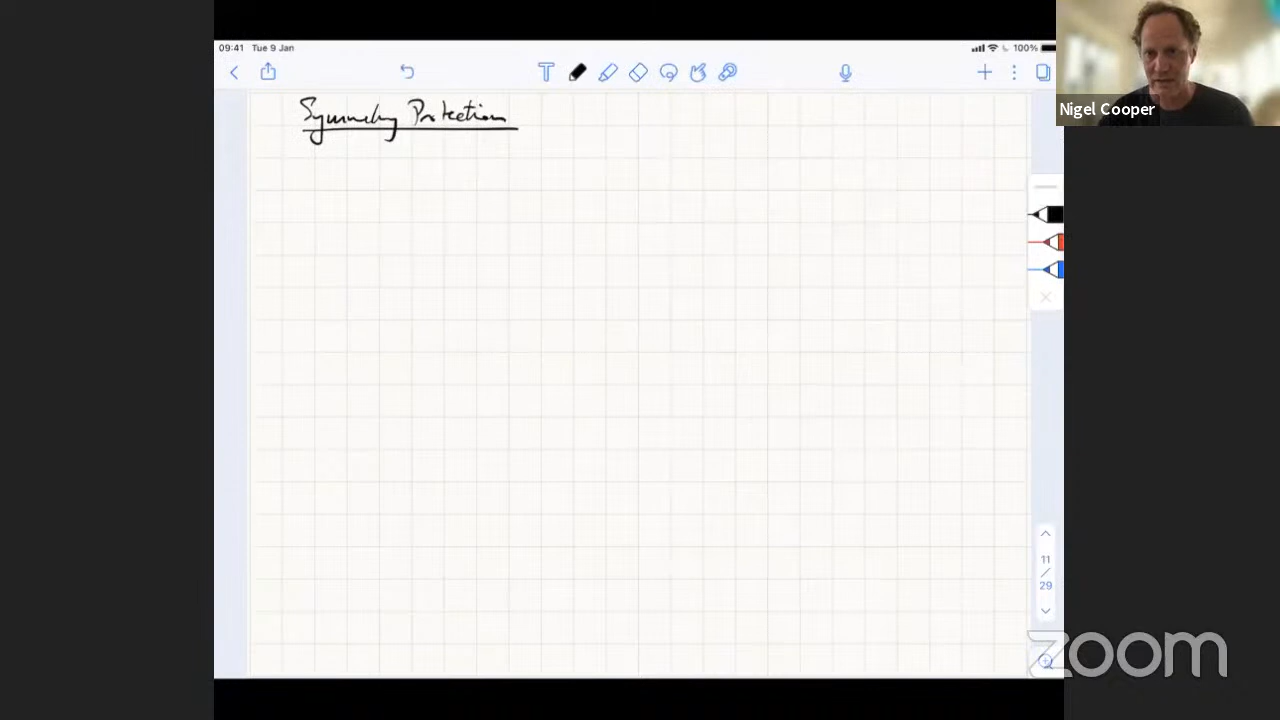 09:41 Tue 9 Jan
100%
Nigel Cooper
Symmetry Protection
11
/
29
zoom